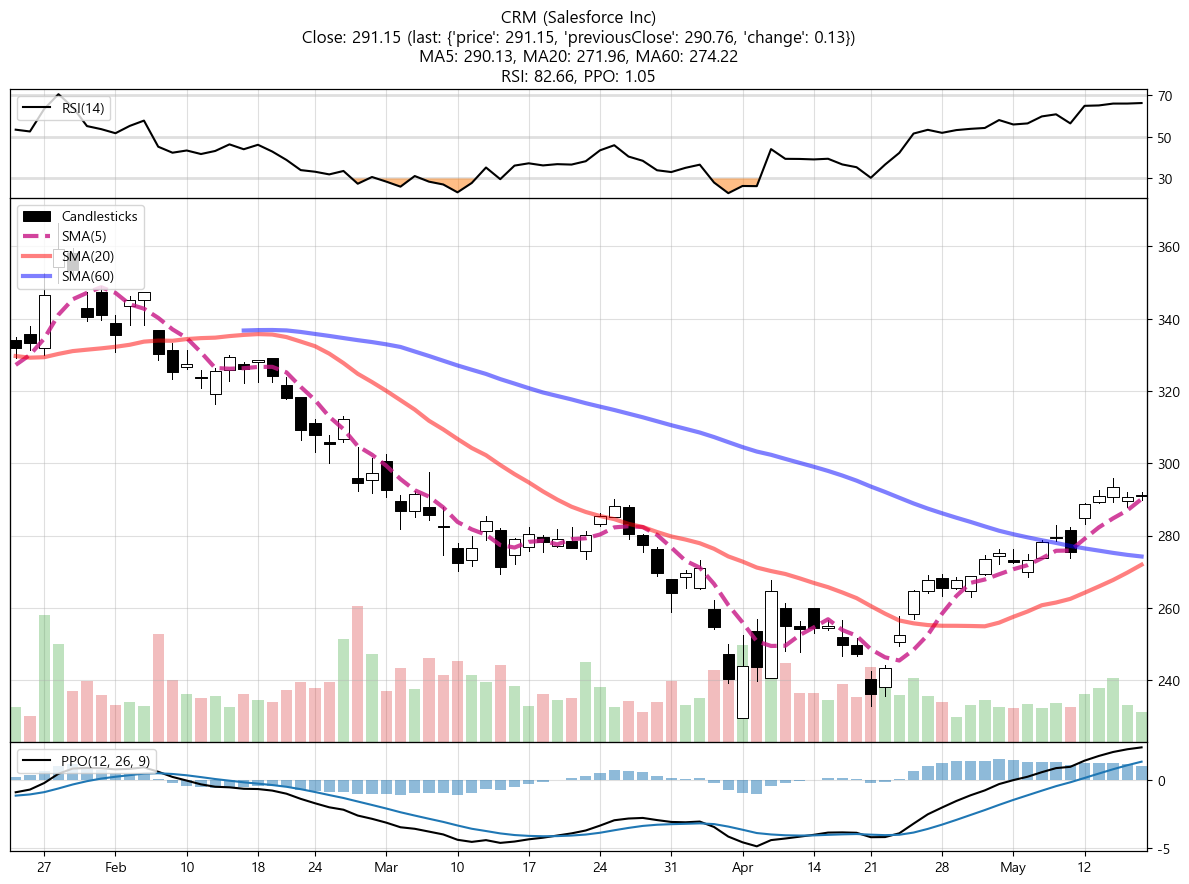 CRM (Salesforce Inc)
Close: 291.15 (last: {'price': 291.15, 'previousClose': 290.76, 'change': 0.13})
MA5: 290.13, MA20: 271.96, MA60: 274.22
RSI: 82.66, PPO: 1.05
RSI(14)
70
50
30
Candlesticks
SMA(5)
SMA(20)
SMA(60)
360
340
320
300
280
260
240
PPO(12, 26, 9)
0
-5
27 Feb 10 18 24 Mar 10 17 24 31 Apr 14 21 28 May 12